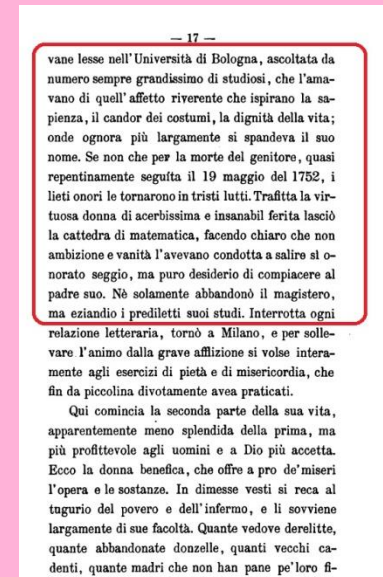 — 17 —
vane lesse nell'Università di Bologna, ascoltata da
numero sempre grandissimo di studiosi, che l'ama-
vano di quell'affetto riverente che ispirano la sa-
pienza, il candor dei costumi, la dignità della vita;
onde ognora più largamente si spandeva il suo
nome. Se non che per la morte del genitore, quasi
repentinamente seguíta il 19 maggio del 1752, i
lieti onori le tornarono in tristi lutti. Trafitta la vir-
tuosa donna di acerbissima e insanabil ferita lasciò
la cattedra di matematica, facendo chiaro che non
ambizione e vanità l'avevano condotta a salire sì o-
norato seggio, ma puro desiderio di compiacere al
padre suo. Nè solamente abbandonò il magistero,
ma eziandio i prediletti suoi studi. Interrotta ogni
relazione letteraria, tornò a Milano, e per solle-
vare l'animo dalla grave afflizione si volse intera-
mente agli esercizi di pietà e di misericordia, che
fin da piccolina divotamente avea praticati.
Qui comincia la seconda parte della sua vita,
apparentemente meno splendida della prima, ma
più profittevole agli uomini e a Dio più accetta.
Ecco la donna benefica, che offre a pro de'miseri
l'opera e le sostanze. In dimesse vesti si reca al
tugurio del povero e dell'infermo, e li sovviene
largamente di sue facoltà. Quante vedove derelitte,
quante abbandonate donzelle, quanti vecchi ca-
denti, quante madri che non han pane pe'loro fi-